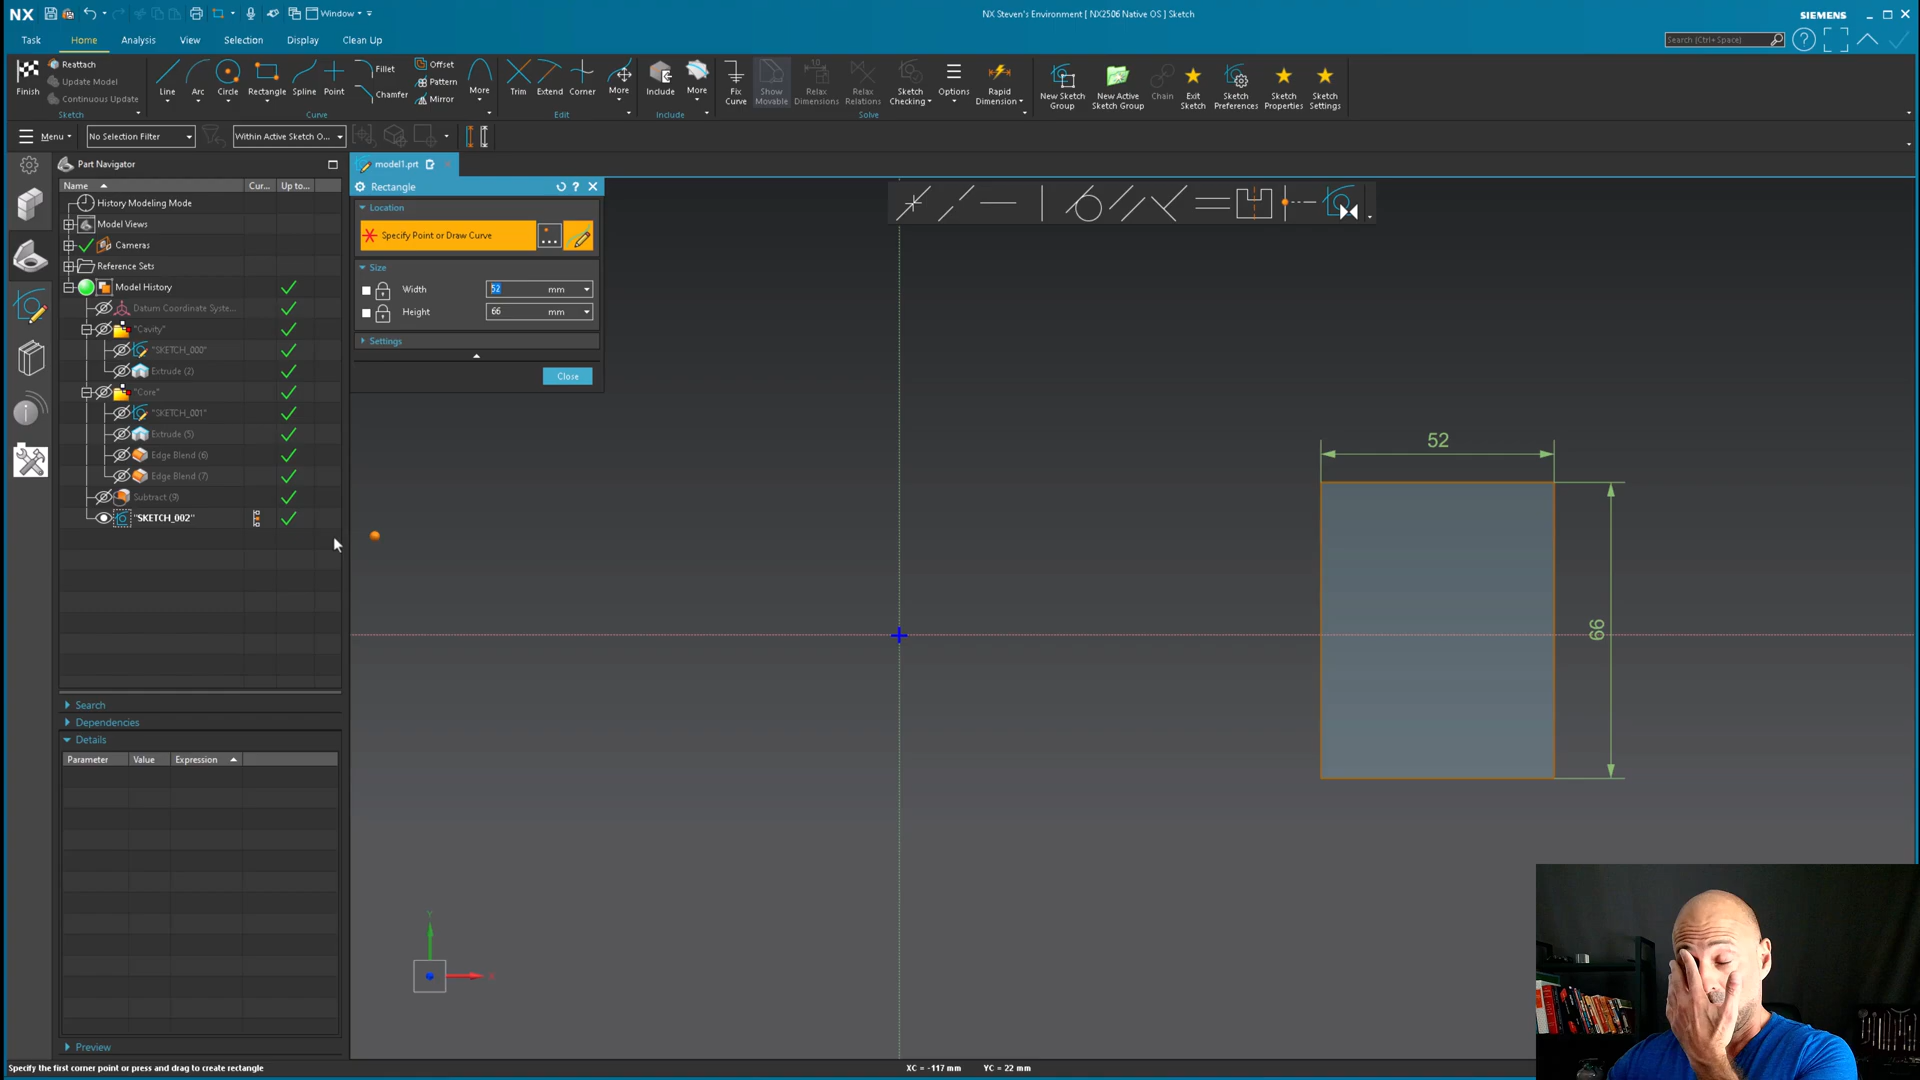 NX
Window
NX Steven's Environment [ NX2506 Native OS ] Sketch
SIEMENS
Task
Home
Analysis
View
Selection
Display
Clean Up
Search (Ctrl+Space)
Finish
Reattach
Update Model
Continuous Update
Sketch
Line
Arc
Circle
Rectangle
Spline
Point
Fillet
Chamfer
Offset
Pattern
Mirror
More
Curve
Trim
Extend
Corner
More
Edit
Include
More
Include
Fix
Curve
Show
Movable
Relax
Dimensions
Relax
Relations
Sketch
Checking
Options
Rapid
Dimension
Solve
New Sketch
Group
New Active
Sketch Group
Chain
Exit
Sketch
Sketch
Preferences
Sketch
Properties
Sketch
Settings
Menu
No Selection Filter
Within Active Sketch O...
Part Navigator
Name
Cur...
Up to...
History Modeling Mode
Model Views
Cameras
Reference Sets
Model History
Datum Coordinate Syste...
"Cavity"
"SKETCH_000"
Extrude (2)
"Core"
"SKETCH_001"
Extrude (5)
Edge Blend (6)
Edge Blend (7)
Subtract (9)
"SKETCH_002"
Search
Dependencies
Details
Parameter
Value
Expression
Preview
model1.prt
Rectangle
Location
Specify Point or Draw Curve
Size
Width
52
mm
Height
66
mm
Settings
Close
52
66
Y
X
Specify the first corner point or press and drag to create rectangle
XC = -117 mm
YC = 22 mm